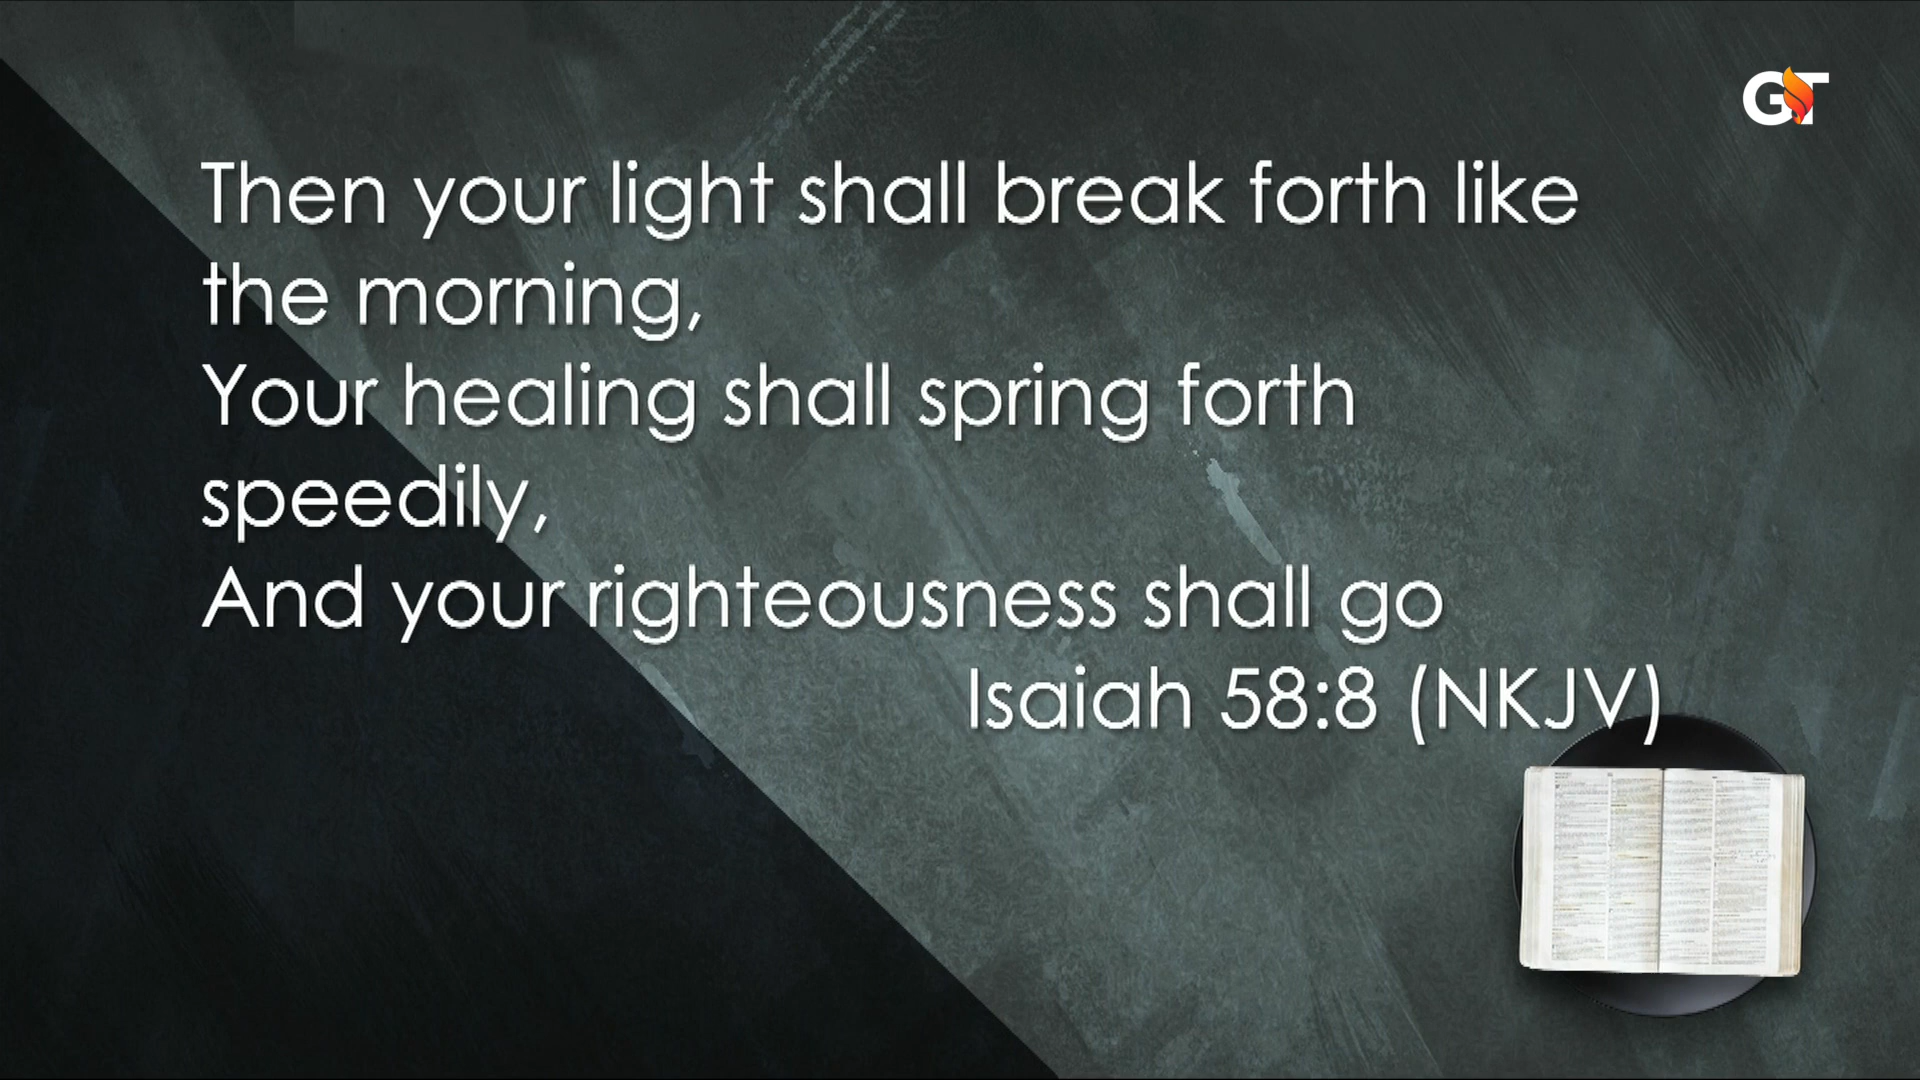 GT
Then your light shall break forth like
the morning,
Your healing shall spring forth
speedily,
And your righteousness shall go
Isaiah 58:8 (NKJV)